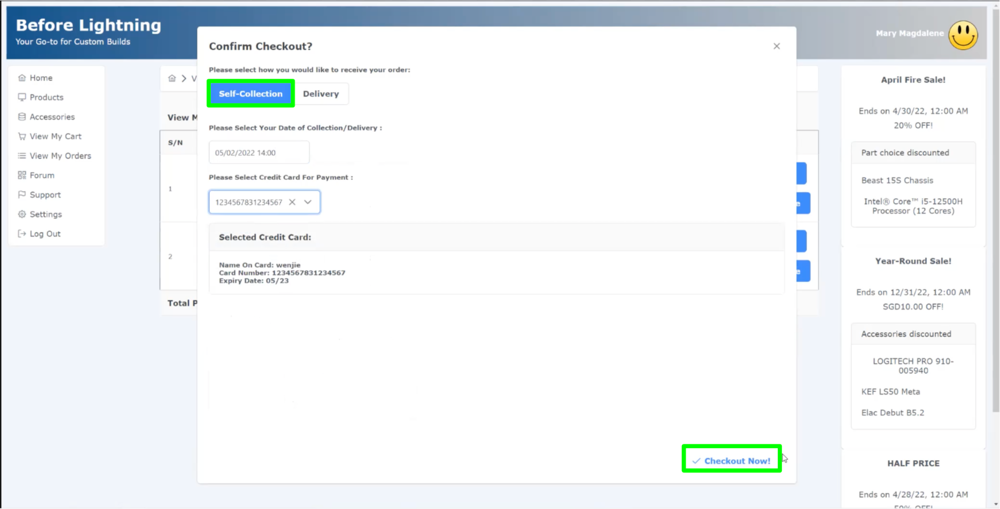 Before Lightning
Your Go-to for Custom Builds
Mary Magdalene
Home
Products
Accessories
View My Cart
View My Orders
Forum
Support
Settings
Log Out
View M
S/N
1
2
Total P
Confirm Checkout?
Please select how you would like to receive your order:
Self-Collection
Delivery
Please Select Your Date of Collection/Delivery :
05/02/2022 14:00
Please Select Credit Card For Payment :
1234567831234567
Selected Credit Card:
Name On Card: wenjie
Card Number: 1234567831234567
Expiry Date: 05/23
Checkout Now!
April Fire Sale!
Ends on 4/30/22, 12:00 AM
20% OFF!
Part choice discounted
Beast 15S Chassis
Intel® Core™ i5-12500H
Processor (12 Cores)
Year-Round Sale!
Ends on 12/31/22, 12:00 AM
SGD10.00 OFF!
Accessories discounted
LOGITECH PRO 910-
005940
KEF LS50 Meta
Elac Debut B5.2
HALF PRICE
Ends on 4/28/22, 12:00 AM
50% OFF!